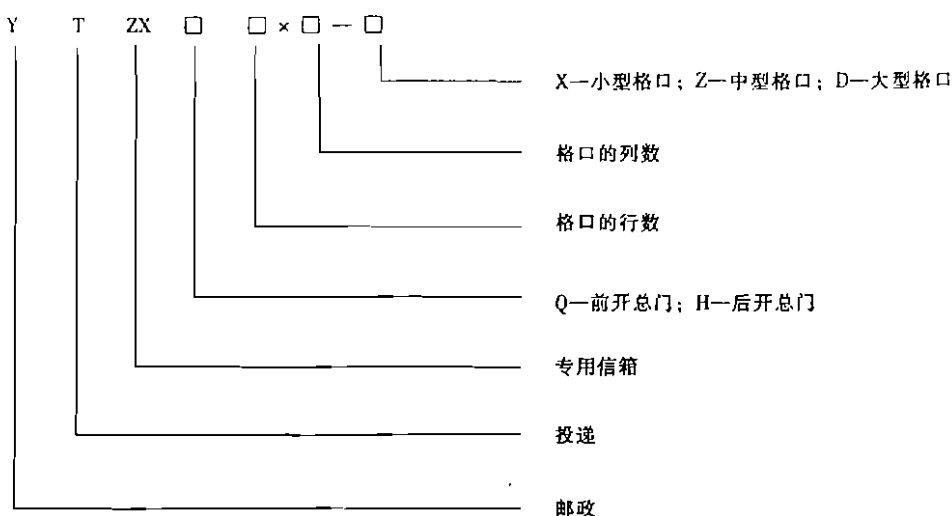 Y T ZX □ □×□—□
X—小型格口；Z—中型格口；D—大型格口
格口的列数
格口的行数
Q—前开总门；H—后开总门
专用信箱
投递
邮政